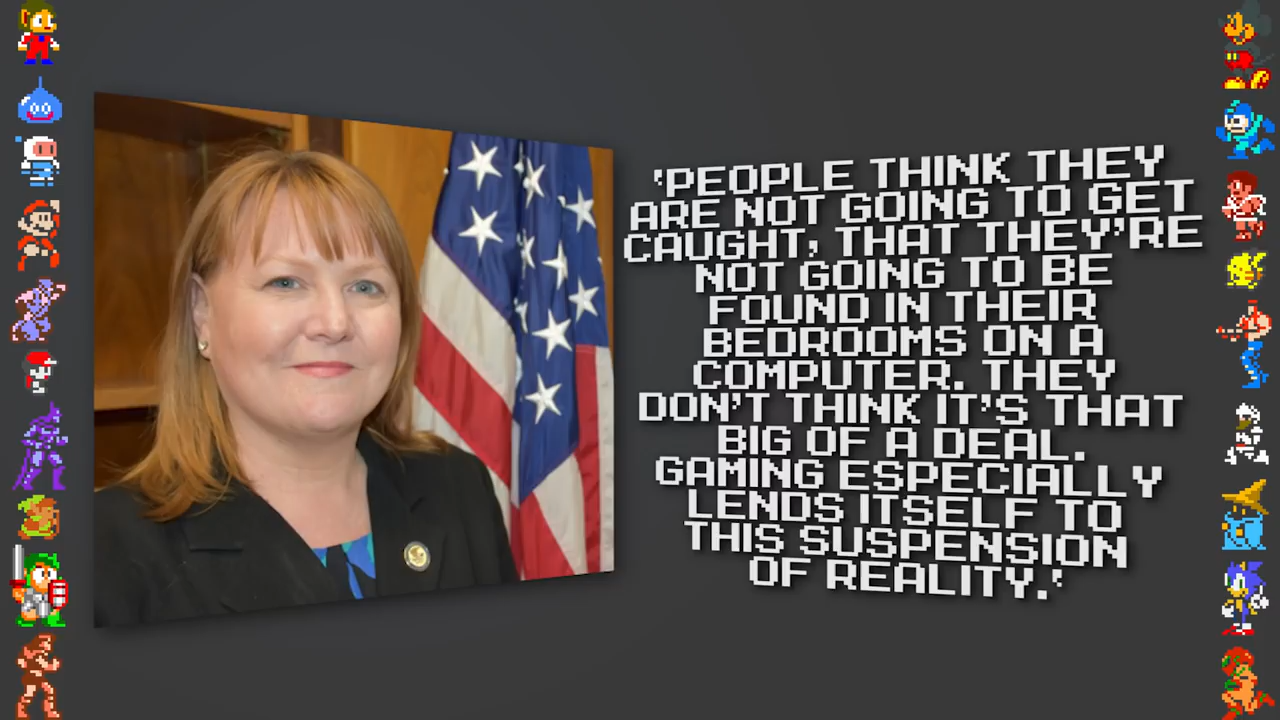 'PEOPLE THINK THEY
ARE NOT GOING TO GET
CAUGHT, THAT THEY'RE
NOT GOING TO BE
FOUND IN THEIR
BEDROOMS ON A
COMPUTER. THEY
DON'T THINK IT'S THAT
BIG OF A DEAL.
GAMING ESPECIALLY
LENDS ITSELF TO
THIS SUSPENSION
OF REALITY.'